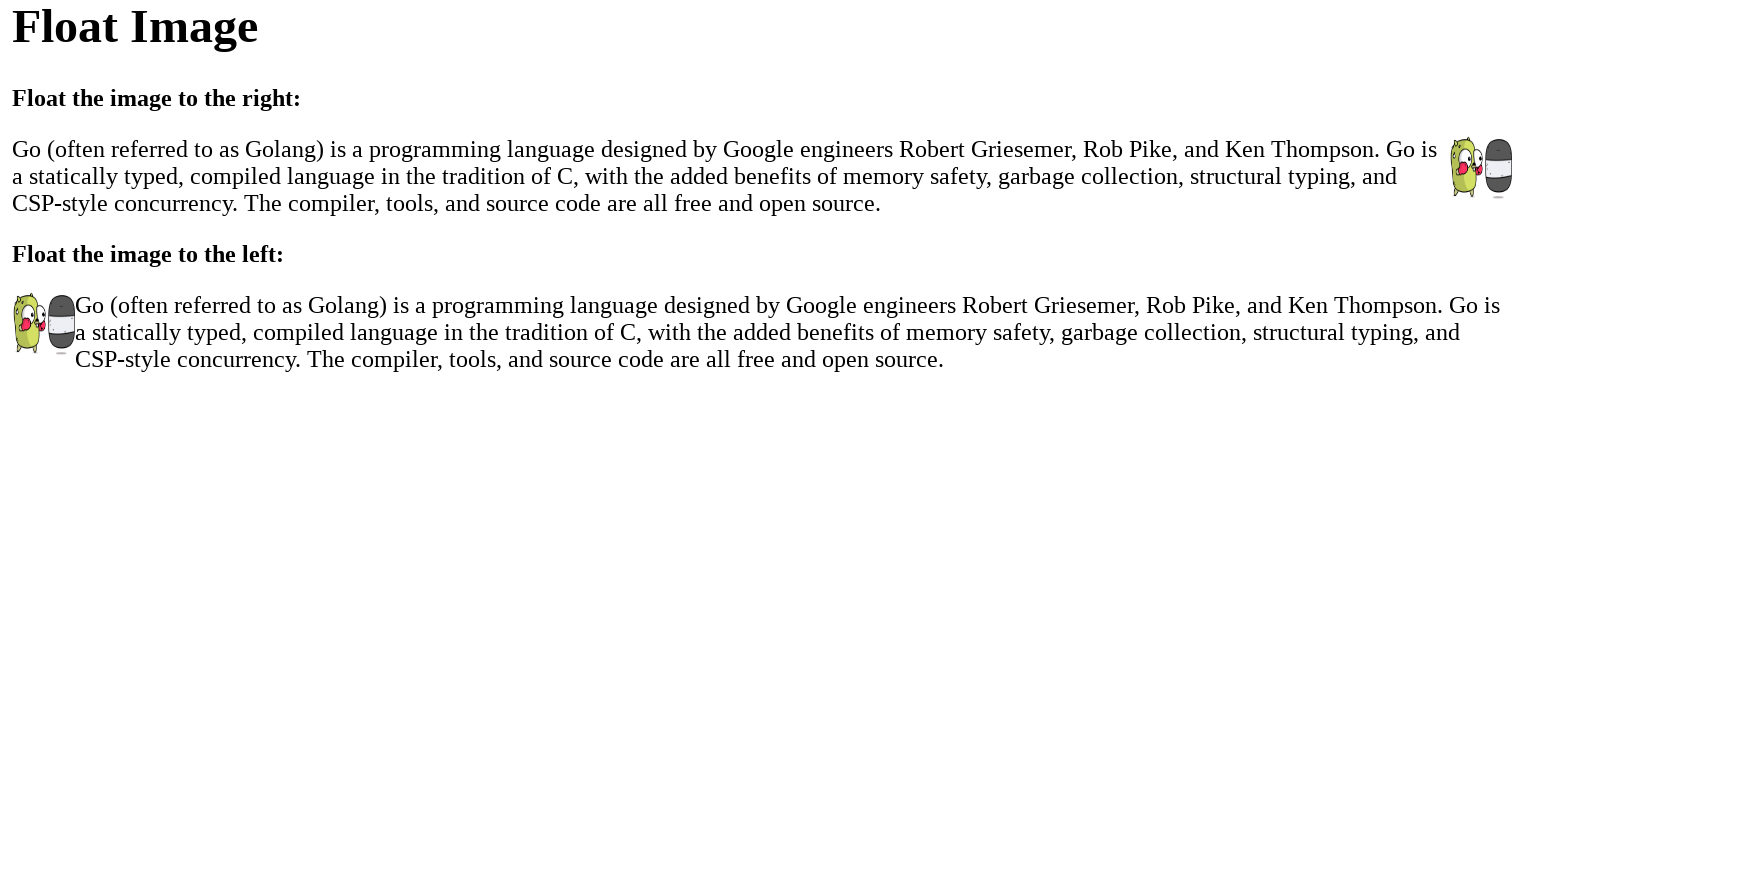 Float Image
Float the image to the right:
Go (often referred to as Golang) is a programming language designed by Google engineers Robert Griesemer, Rob Pike, and Ken Thompson. Go is
a statically typed, compiled language in the tradition of C, with the added benefits of memory safety, garbage collection, structural typing, and
CSP-style concurrency. The compiler, tools, and source code are all free and open source.
Float the image to the left:
Go (often referred to as Golang) is a programming language designed by Google engineers Robert Griesemer, Rob Pike, and Ken Thompson. Go is
a statically typed, compiled language in the tradition of C, with the added benefits of memory safety, garbage collection, structural typing, and
CSP-style concurrency. The compiler, tools, and source code are all free and open source.